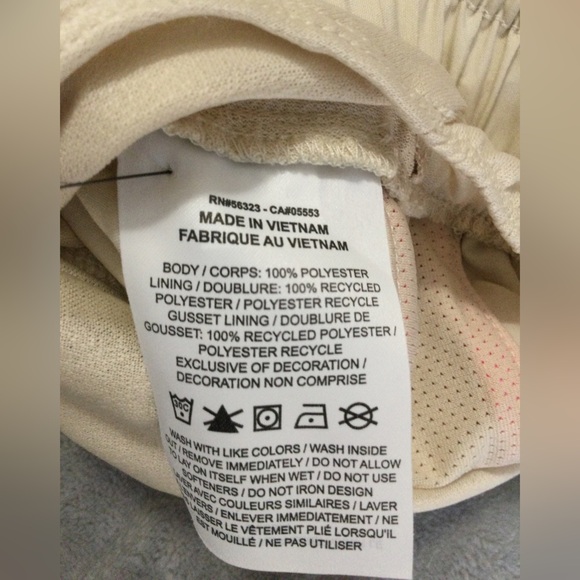 RN#56323 - CA#05553
MADE IN VIETNAM
FABRIQUE AU VIETNAM
BODY / CORPS: 100% POLYESTER
LINING / DOUBLURE: 100% RECYCLED
POLYESTER / POLYESTER RECYCLE
GUSSET LINING / DOUBLURE DE
GOUSSET: 100% RECYCLED POLYESTER /
POLYESTER RECYCLE
EXCLUSIVE OF DECORATION /
DECORATION NON COMPRISE
30C
WASH WITH LIKE COLORS / WASH INSIDE
OUT / REMOVE IMMEDIATELY / DO NOT ALLOW
TO LAY ON ITSELF WHEN WET / DO NOT USE
SOFTENERS / DO NOT IRON DESIGN
LAVER AVEC COULEURS SIMILAIRES / LAVER
ENVERS / ENLEVER IMMEDIATEMENT / NE
LAISSER LE VÊTEMENT PLIÉ LORSQU'IL
EST MOUILLÉ / NE PAS UTILISER